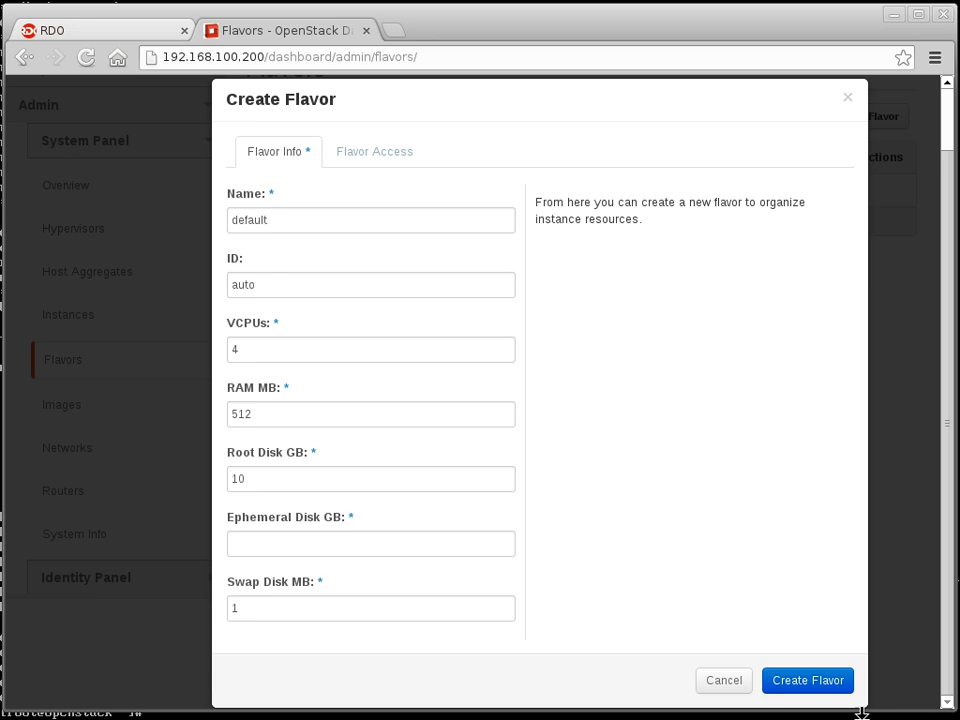 RDO
Flavors - OpenStack Da
192.168.100.200/dashboard/admin/flavors/
Create Flavor
×
Admin
Flavor
System Panel
Flavor Info *
Flavor Access
ctions
Overview
Name: *
From here you can create a new flavor to organize
instance resources.
default
Hypervisors
ID:
Host Aggregates
auto
Instances
VCPUs: *
4
Flavors
RAM MB: *
Images
512
Networks
Root Disk GB: *
10
Routers
Ephemeral Disk GB: *
System Info
Identity Panel
Swap Disk MB: *
1
Cancel
Create Flavor